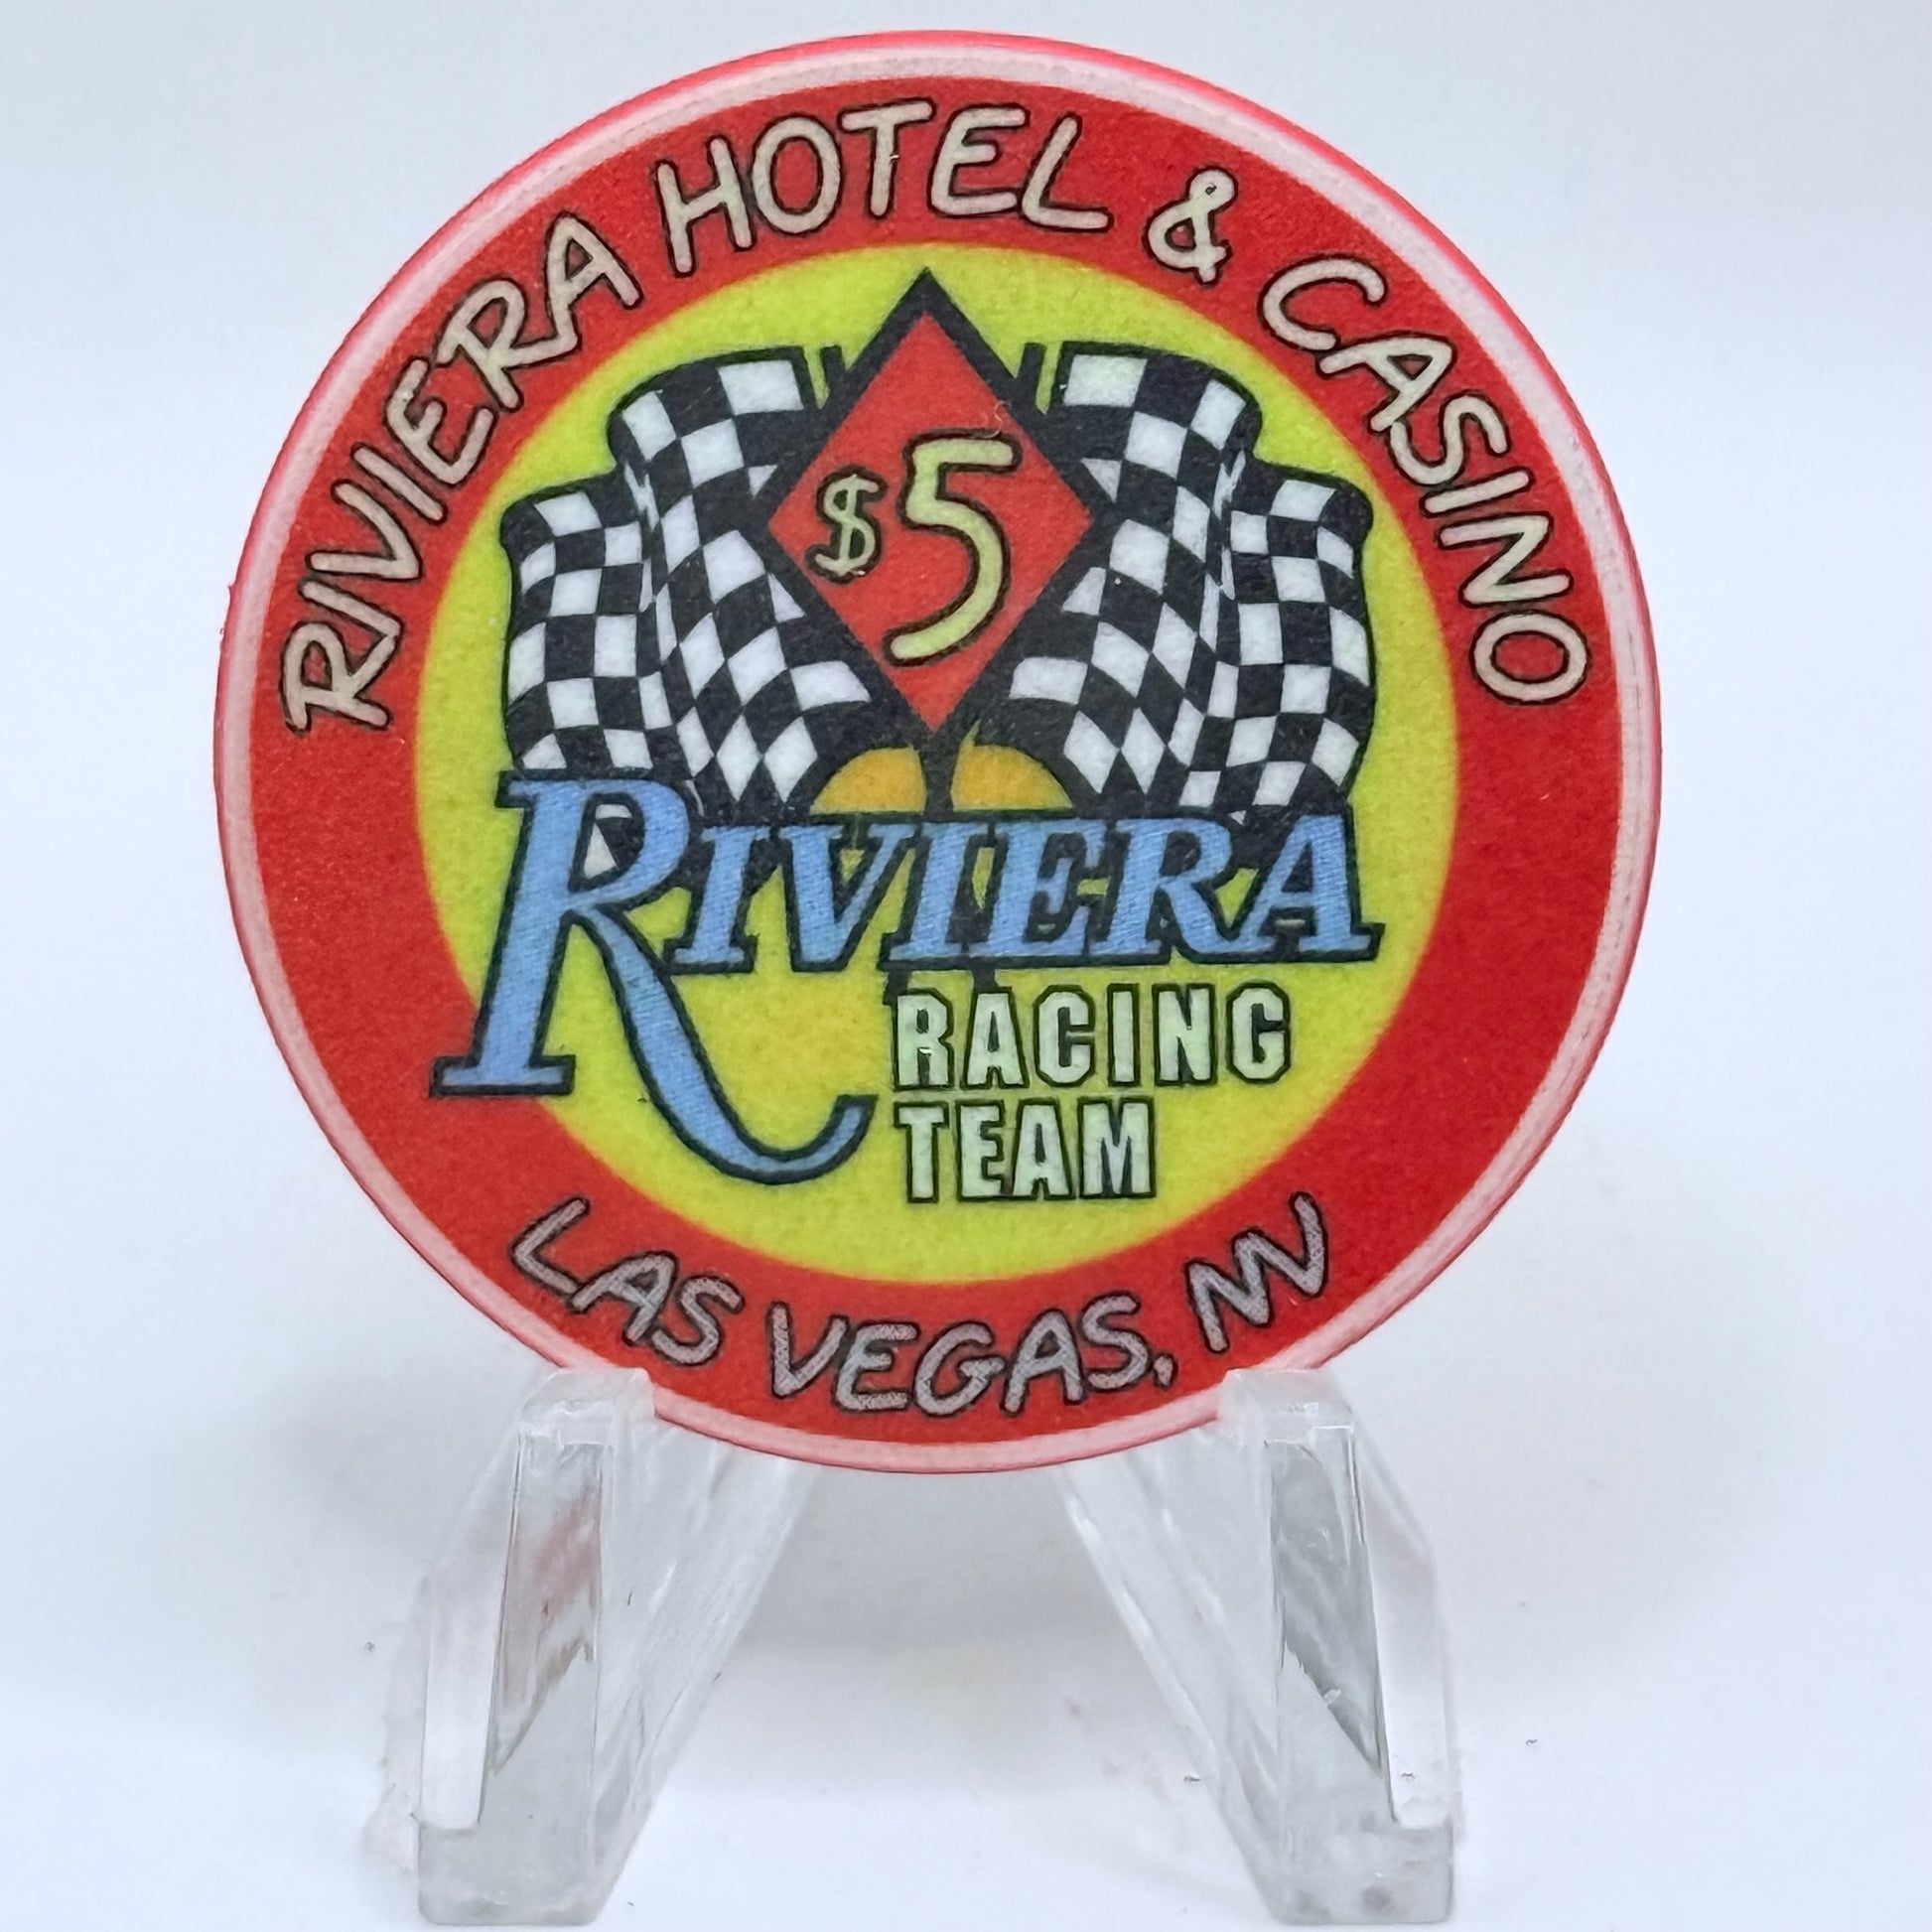 RIVIERA HOTEL & CASINO
$5
RIVIERA
RACING
TEAM
LAS VEGAS, NV